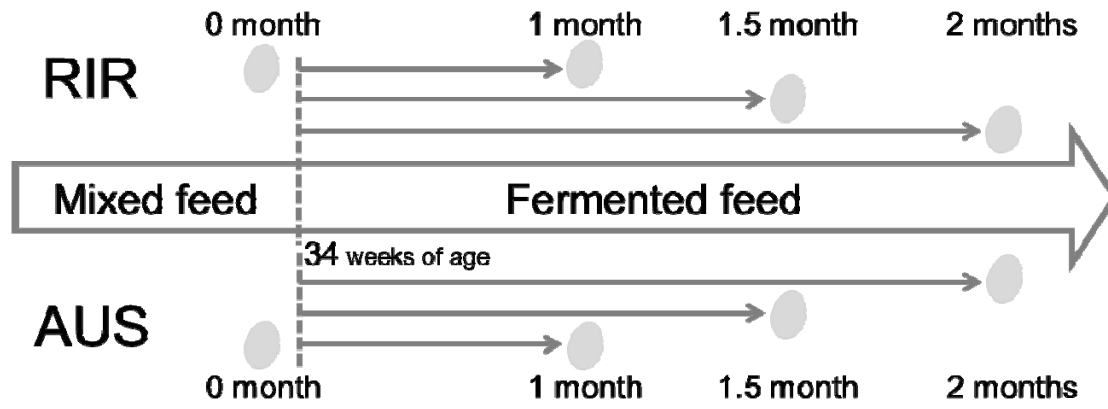 0 month 1 month 1.5 month 2 months
RIR
Mixed feed Fermented feed
34 weeks of age
AUS
0 month 1 month 1.5 month 2 months